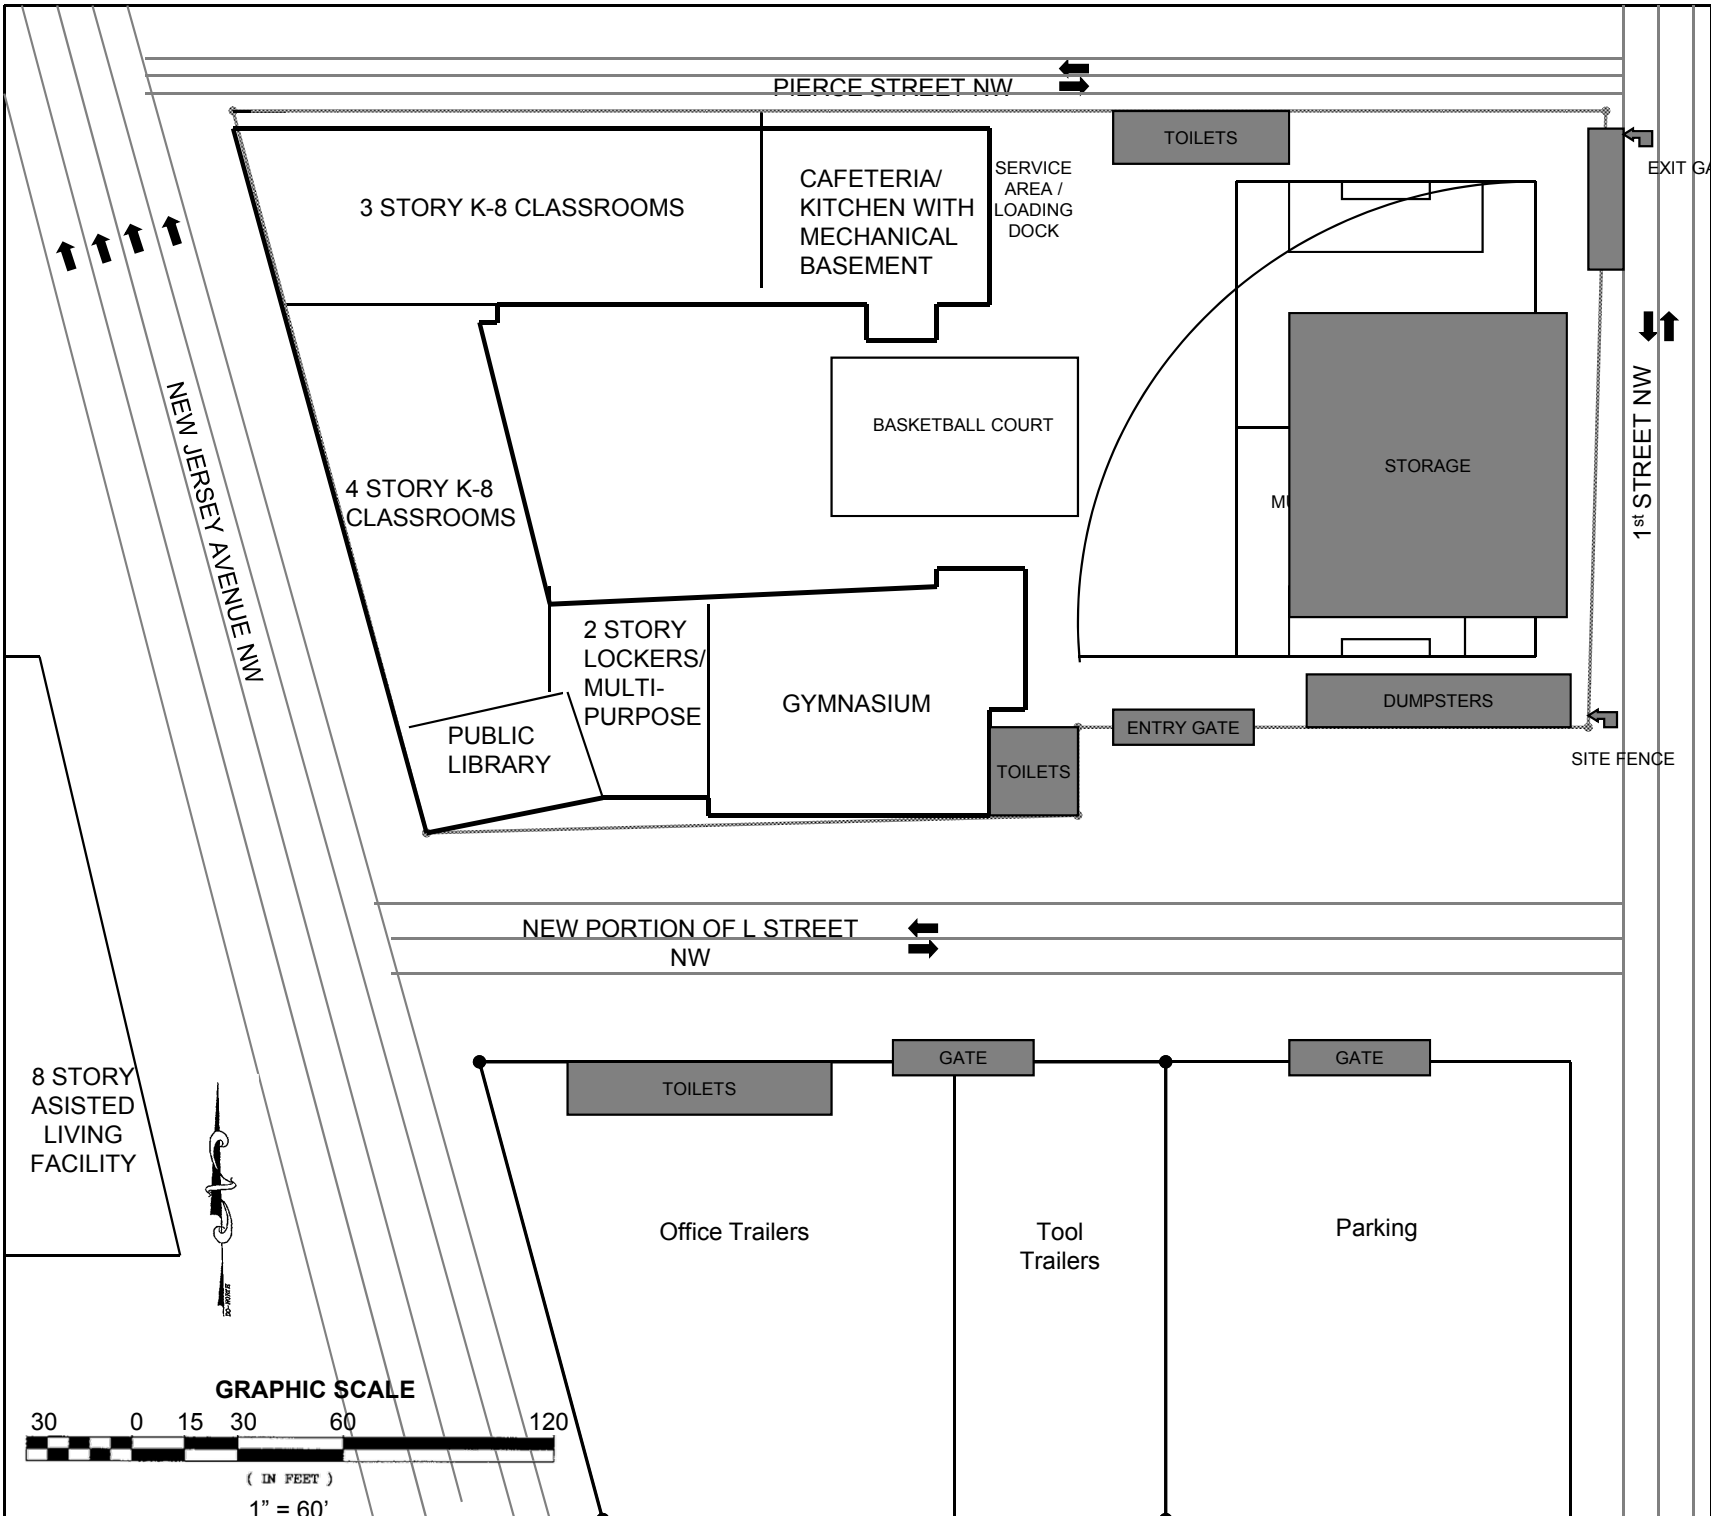 PIERCE STREET NW
TOILETS
EXIT GA
3 STORY K-8 CLASSROOMS
CAFETERIA/
KITCHEN WITH
MECHANICAL
BASEMENT
SERVICE
AREA /
LOADING
DOCK
NEW JERSEY AVENUE NW
BASKETBALL COURT
STORAGE
1st STREET NW
4 STORY K-8
CLASSROOMS
2 STORY
LOCKERS/
MULTI-
PURPOSE
GYMNASIUM
PUBLIC
LIBRARY
TOILETS
ENTRY GATE
DUMPSTERS
SITE FENCE
NEW PORTION OF L STREET
NW
8 STORY
ASISTED
LIVING
FACILITY
TOILETS
GATE
GATE
Office Trailers
Tool
Trailers
Parking
GRAPHIC SCALE
30 0 15 30 60 120
( IN FEET )
1" = 60’